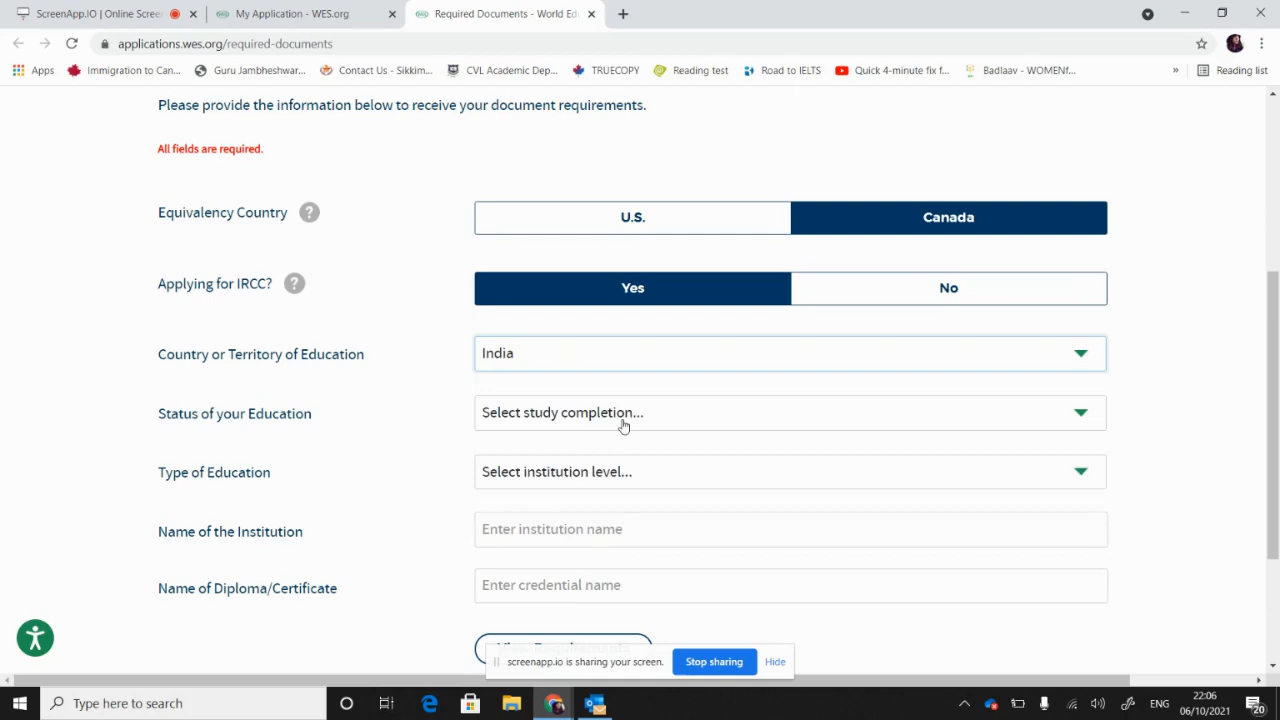 ScreenApp.IO | Online Screen
My Application - WES.org
Required Documents - World Edu
applications.wes.org/required-documents
Apps
Immigration to Can...
Guru Jambheshwar...
Contact Us - Sikkim...
CVL Academic Dep...
TRUECOPY
Reading test
Road to IELTS
Quick 4-minute fix f...
Badlaav - WOMENf...
»
Reading list
Please provide the information below to receive your document requirements.
All fields are required.
Equivalency Country ?
U.S.
Canada
Applying for IRCC? ?
Yes
No
Country or Territory of Education
India
Status of your Education
Select study completion...
Type of Education
Select institution level...
Name of the Institution
Enter institution name
Name of Diploma/Certificate
Enter credential name
View Requirements
screenapp.io is sharing your screen.
Stop sharing
Hide
Type here to search
ENG
22:06
06/10/2021
20